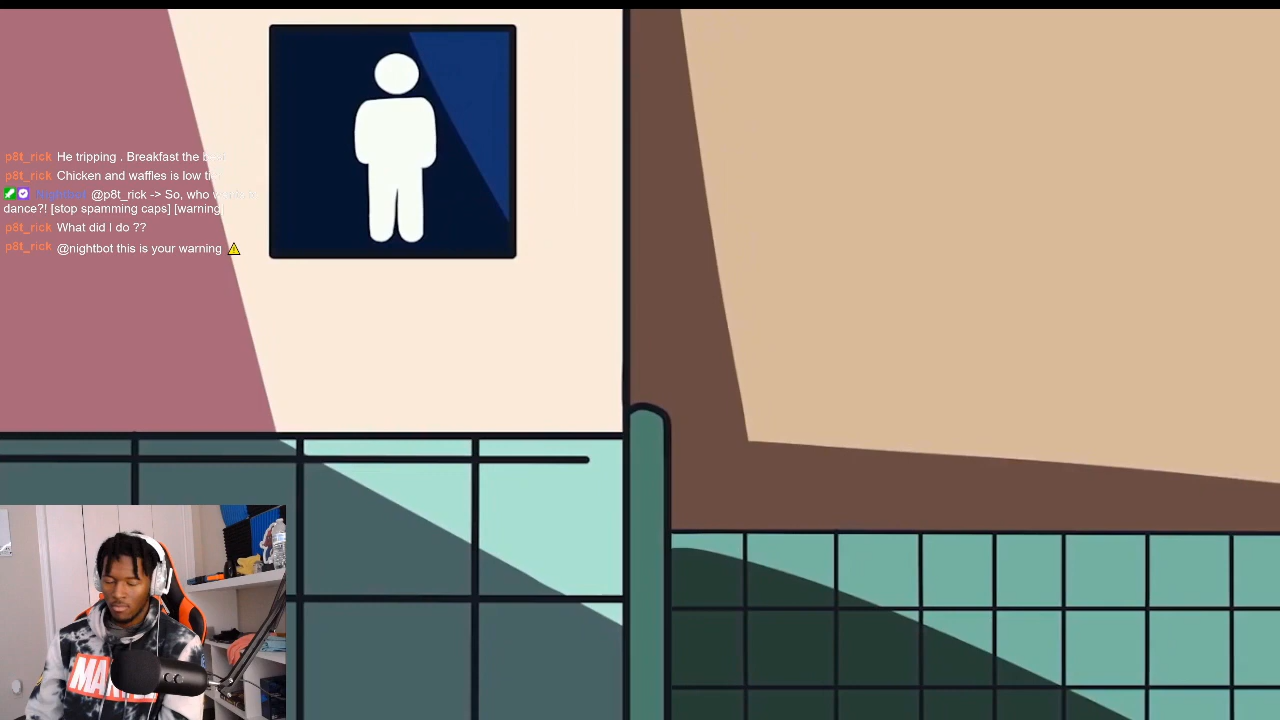 p8t_rick He tripping . Breakfast the
p8t_rick Chicken and waffles is low
@p8t_rick -> So, who
dance?! [stop spamming caps] [warning]
p8t_rick What did I do ??
p8t_rick @nightbot this is your warning ⚠
MAR